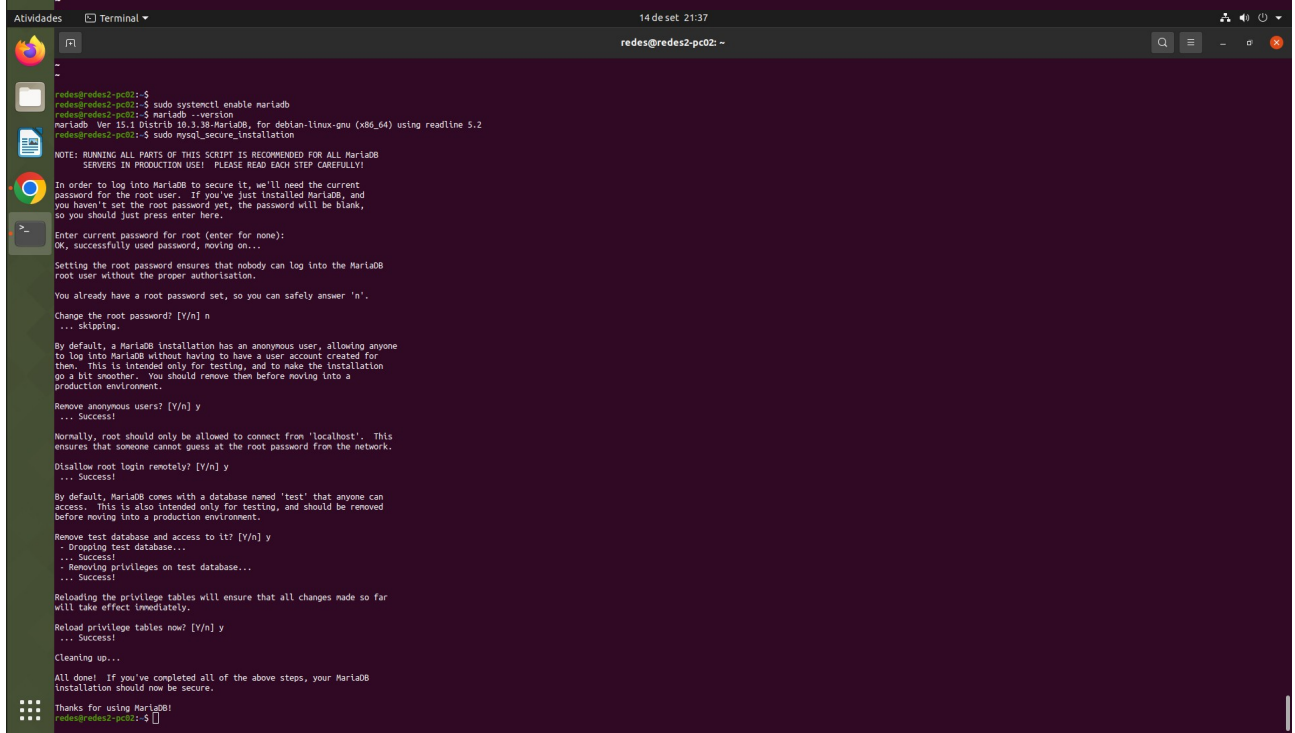 Atividades
Terminal
14 de set 21:37
redes@redes2-pc02: ~
~
~
redes@redes2-pc02:~$
redes@redes2-pc02:~$ sudo systemctl enable mariadb
redes@redes2-pc02:~$ mariadb --version
mariadb  Ver 15.1 Distrib 10.3.38-MariaDB, for debian-linux-gnu (x86_64) using readline 5.2
redes@redes2-pc02:~$ sudo mysql_secure_installation
NOTE: RUNNING ALL PARTS OF THIS SCRIPT IS RECOMMENDED FOR ALL MariaDB
SERVERS IN PRODUCTION USE!  PLEASE READ EACH STEP CAREFULLY!
In order to log into MariaDB to secure it, we'll need the current
password for the root user.  If you've just installed MariaDB, and
you haven't set the root password yet, the password will be blank,
so you should just press enter here.
Enter current password for root (enter for none):
OK, successfully used password, moving on...
Setting the root password ensures that nobody can log into the MariaDB
root user without the proper authorisation.
You already have a root password set, so you can safely answer 'n'.
Change the root password? [Y/n] n
... skipping.
By default, a MariaDB installation has an anonymous user, allowing anyone
to log into MariaDB without having to have a user account created for
them.  This is intended only for testing, and to make the installation
go a bit smoother.  You should remove them before moving into a
production environment.
Remove anonymous users? [Y/n] y
... Success!
Normally, root should only be allowed to connect from 'localhost'.  This
ensures that someone cannot guess at the root password from the network.
Disallow root login remotely? [Y/n] y
... Success!
By default, MariaDB comes with a database named 'test' that anyone can
access.  This is also intended only for testing, and should be removed
before moving into a production environment.
Remove test database and access to it? [Y/n] y
- Dropping test database...
... Success!
- Removing privileges on test database...
... Success!
Reloading the privilege tables will ensure that all changes made so far
will take effect immediately.
Reload privilege tables now? [Y/n] y
... Success!
Cleaning up...
All done!  If you've completed all of the above steps, your MariaDB
installation should now be secure.
Thanks for using MariaDB!
redes@redes2-pc02:~$